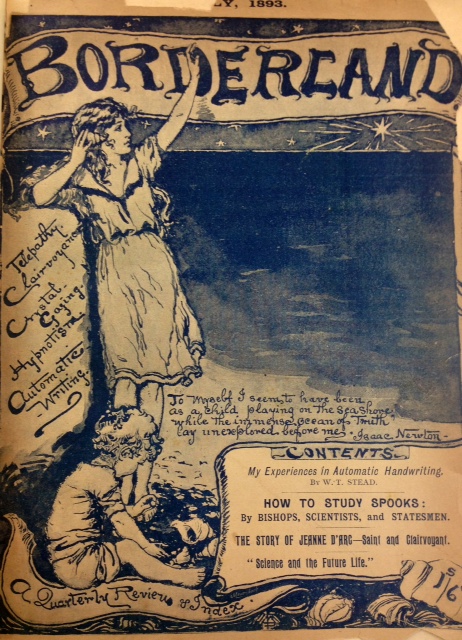 LY, 1893.
BORDERLAND
Telepathy
Clairvoyance
Crystal
Gazing
Hypnotism
Automatic
Writing
To myself I seem to have been
as a child playing on the seashore,
while the immense ocean of Truth
lay unexplored before me. Isaac Newton
CONTENTS.
My Experiences in Automatic Handwriting.
By W. T. STEAD.
HOW TO STUDY SPOOKS:
By BISHOPS, SCIENTISTS, and STATESMEN.
THE STORY OF JEANNE D'ARC—Saint and Clairvoyant.
"Science and the Future Life."
A Quarterly Review & Index
1s/6